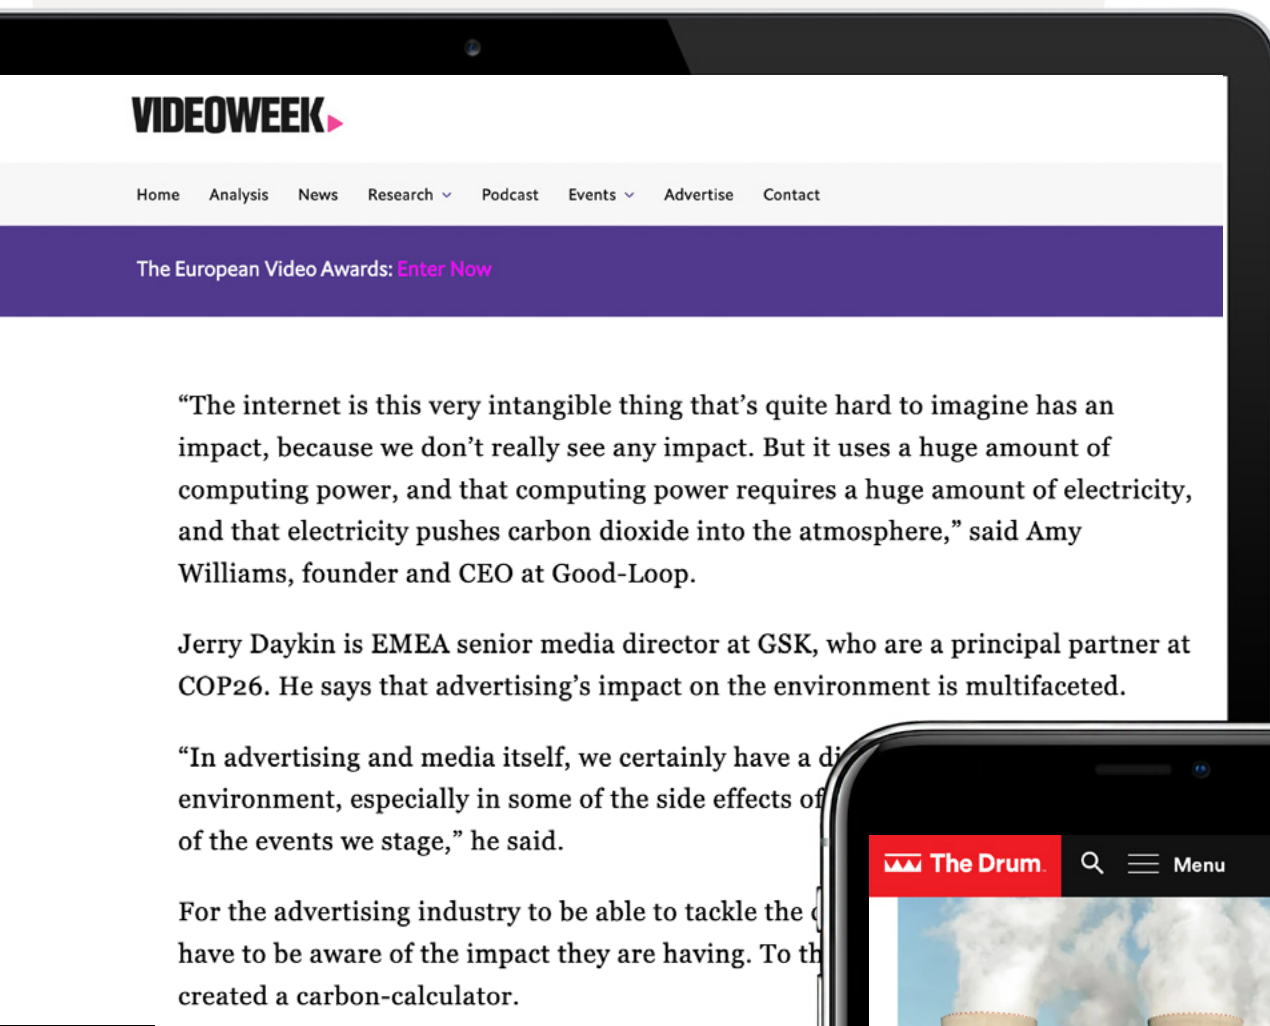 VIDEOWEEK
Home Analysis News Research Podcast Events Advertise Contact
The European Video Awards: Enter Now
“The internet is this very intangible thing that’s quite hard to imagine has an
impact, because we don’t really see any impact. But it uses a huge amount of
computing power, and that computing power requires a huge amount of electricity,
and that electricity pushes carbon dioxide into the atmosphere,” said Amy
Williams, founder and CEO at Good-Loop.
Jerry Daykin is EMEA senior media director at GSK, who are a principal partner at
COP26. He says that advertising’s impact on the environment is multifaceted.
“In advertising and media itself, we certainly have a
environment, especially in some of the side effects of
of the events we stage,” he said.
For the advertising industry to be able to tackle the
have to be aware of the impact they are having. To
created a carbon-calculator.
The Drum Menu